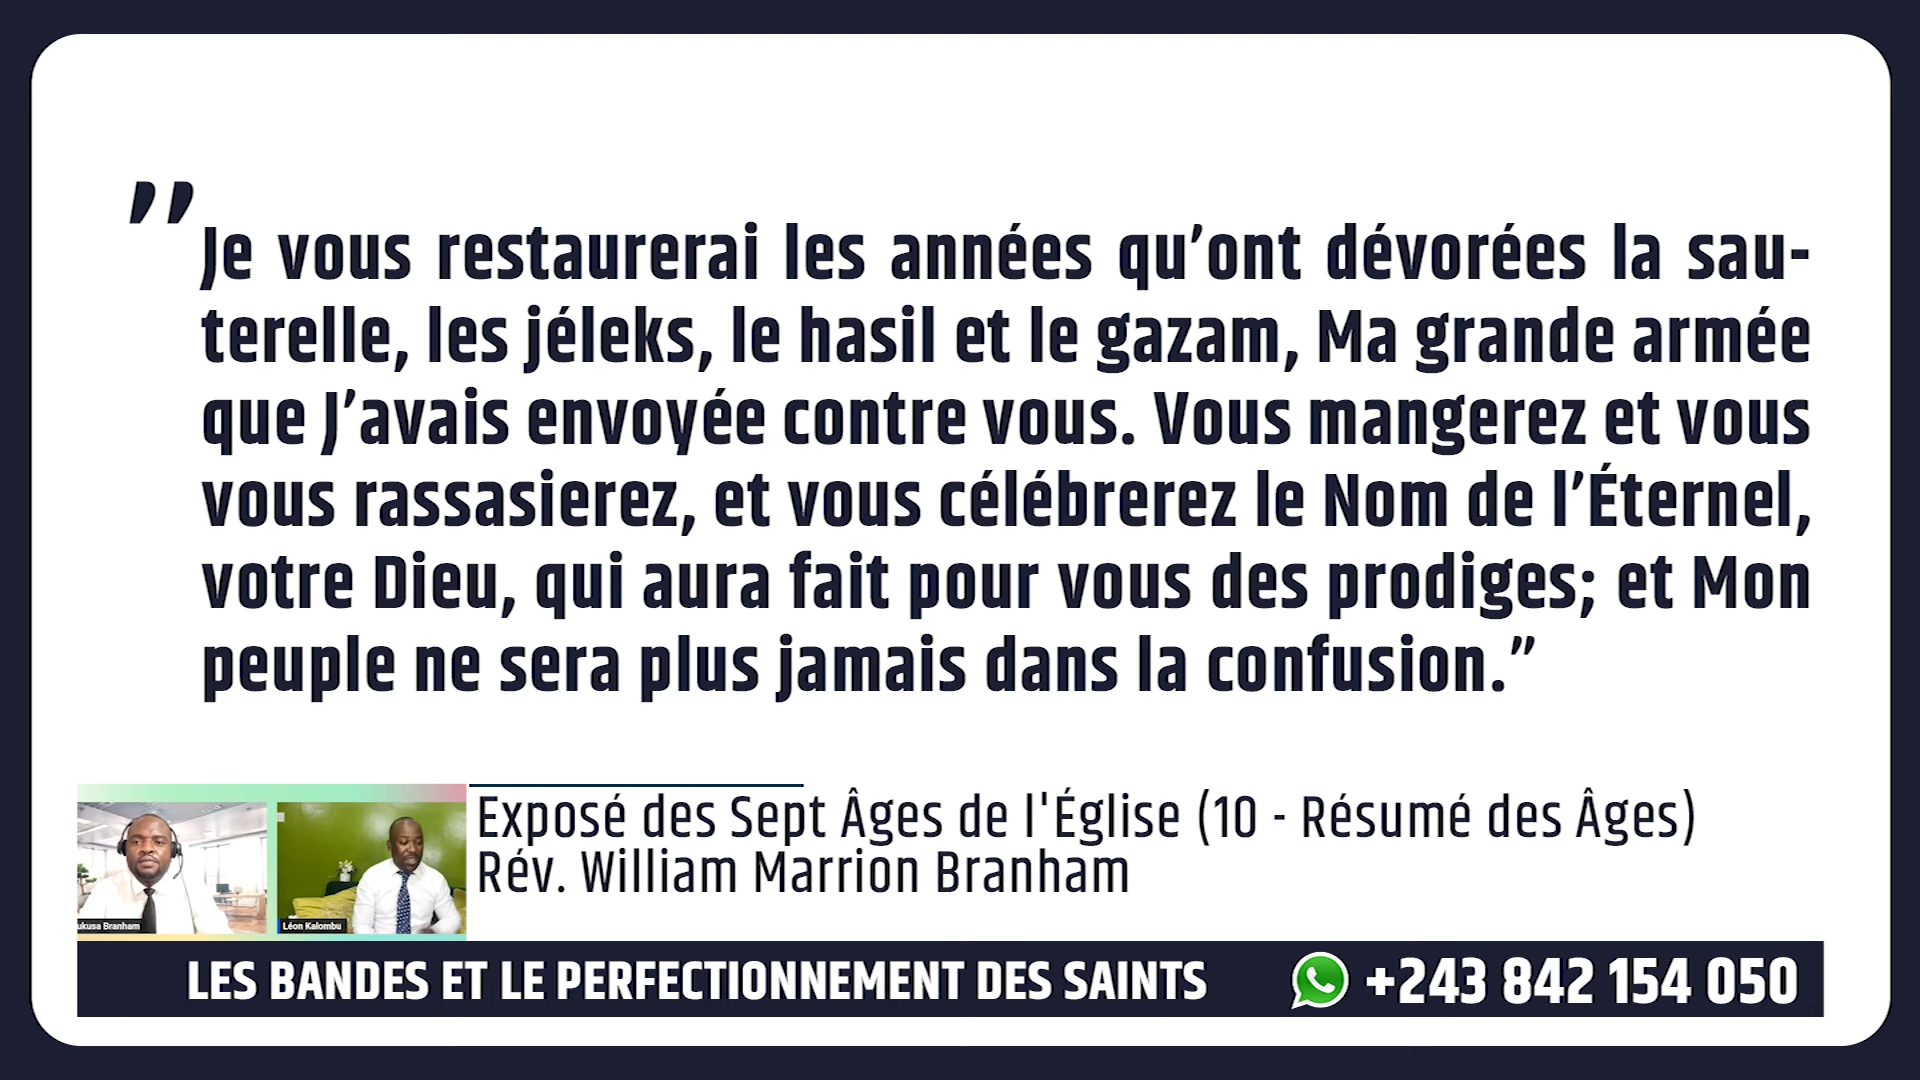 ”
Je vous restaurerai les années qu’ont dévorées la sau-
terelle, les jéleks, le hasil et le gazam, Ma grande armée
que J’avais envoyée contre vous. Vous mangerez et vous
vous rassasierez, et vous célébrerez le Nom de l’Éternel,
votre Dieu, qui aura fait pour vous des prodiges; et Mon
peuple ne sera plus jamais dans la confusion.”
Exposé des Sept Âges de l'Église (10 - Résumé des Âges)
Rév. William Marrion Branham
ukusa Branham
Léon Kalombu
LES BANDES ET LE PERFECTIONNEMENT DES SAINTS
+243 842 154 050